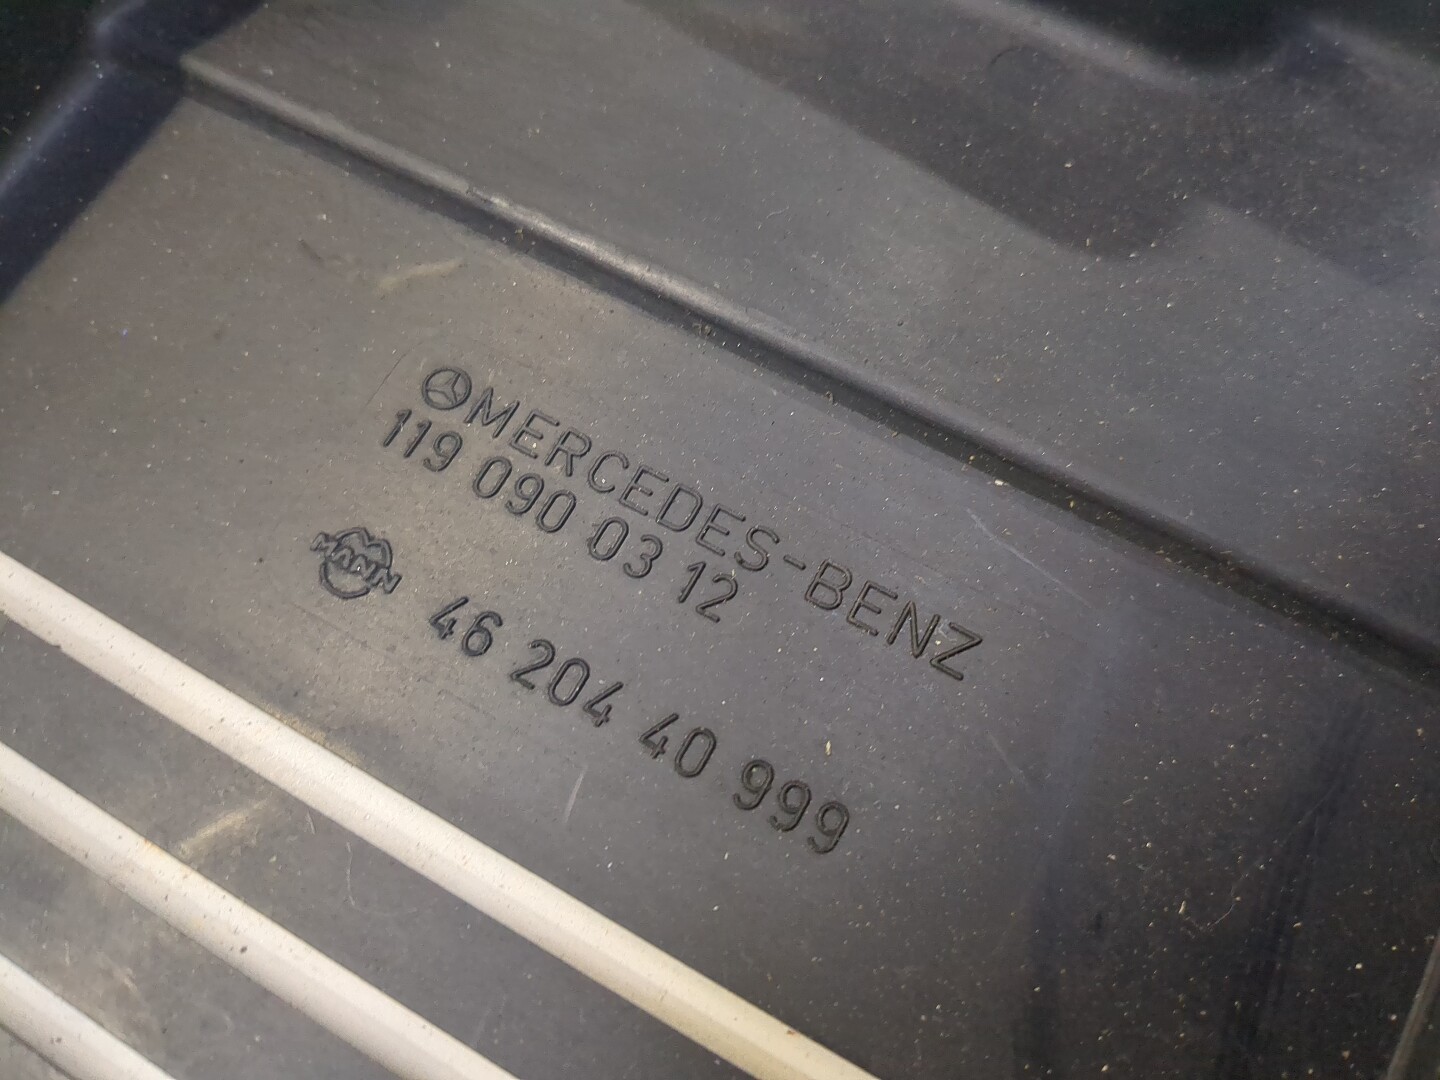 MERCEDES-BENZ
119 090 03 12
MANN
46 204 40 999